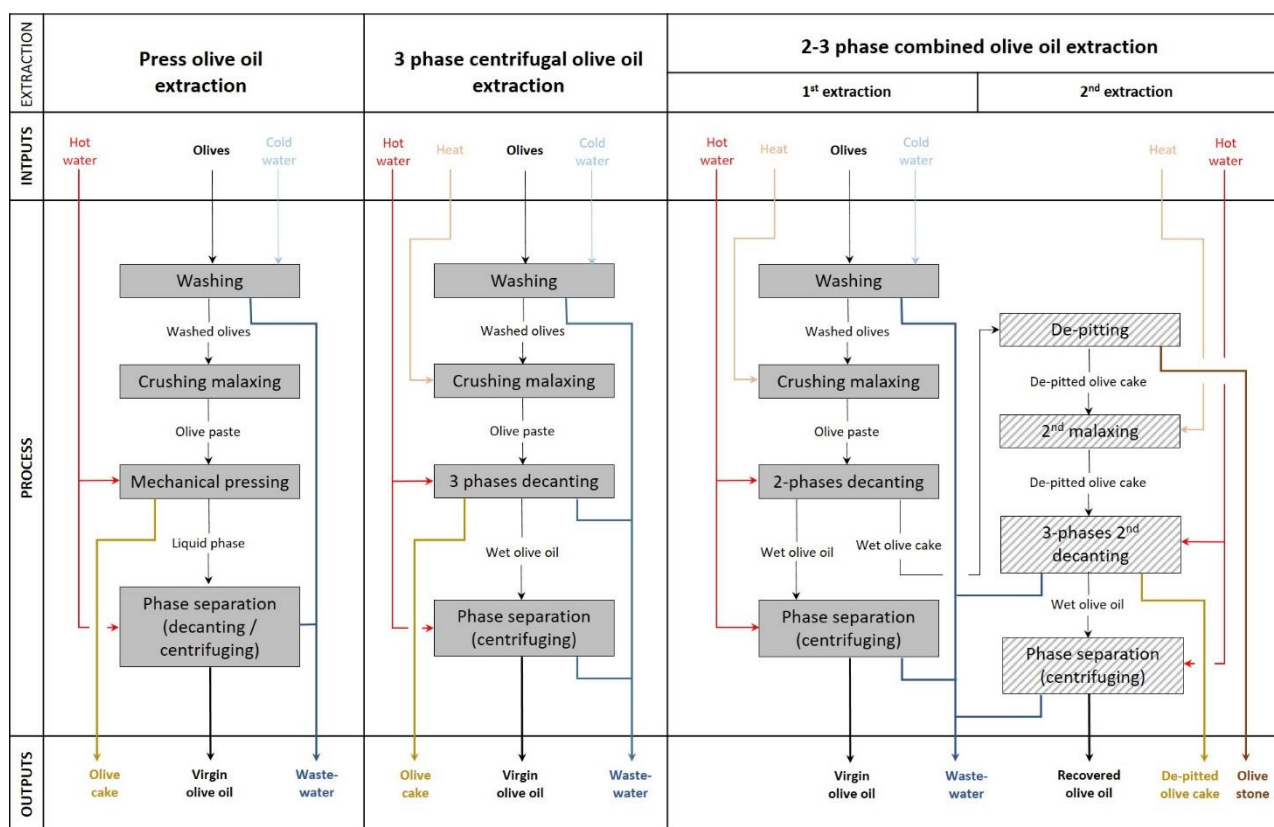 EXTRACTION
Press olive oil
extraction
3 phase centrifugal olive oil
extraction
2-3 phase combined olive oil extraction
1st extraction
2nd extraction
INTPUTS
Hot
water
Olives
Cold
water
Hot
water
Heat
Olives
Cold
water
Hot
water
Heat
Olives
Cold
water
Heat
Hot
water
PROCESS
Washing
Washed olives
Crushing malaxing
Olive paste
Mechanical pressing
Liquid phase
Phase separation
(decanting /
centrifuging)
Washing
Washed olives
Crushing malaxing
Olive paste
3 phases decanting
Wet olive oil
Phase separation
(centrifuging)
Washing
Washed olives
Crushing malaxing
Olive paste
2-phases decanting
Wet olive oil
Wet olive cake
Phase separation
(centrifuging)
De-pitting
De-pitted olive cake
2nd malaxing
De-pitted olive cake
3-phases 2nd
decanting
Wet olive oil
Phase separation
(centrifuging)
OUTPUTS
Olive
cake
Virgin
olive oil
Waste-
water
Olive
cake
Virgin
olive oil
Waste-
water
Virgin
olive oil
Waste-
water
Recovered
olive oil
De-pitted
olive cake
Olive
stone